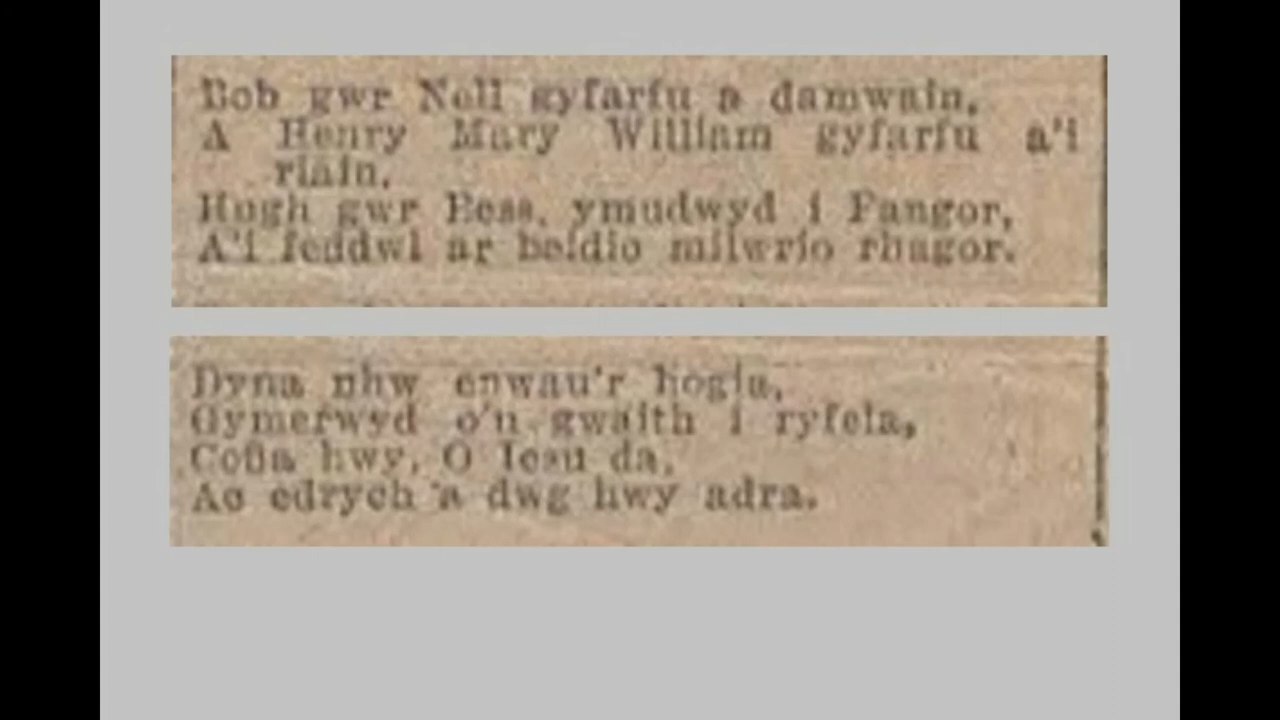 Bob gwr Nell gyfarfu a damwain,
A Henry Mary William gyfarfu a'i
riain.
Hugh gwr Bess, ymudwyd i Fangor,
A'i feddwl ar beidio milwrio rhagor.
Dyna nhw enwau'r hogia,
Gymerwyd o'u gwaith i ryfela,
Cofia hwy, O Iesu da,
Ac edrych a dwg hwy adra.